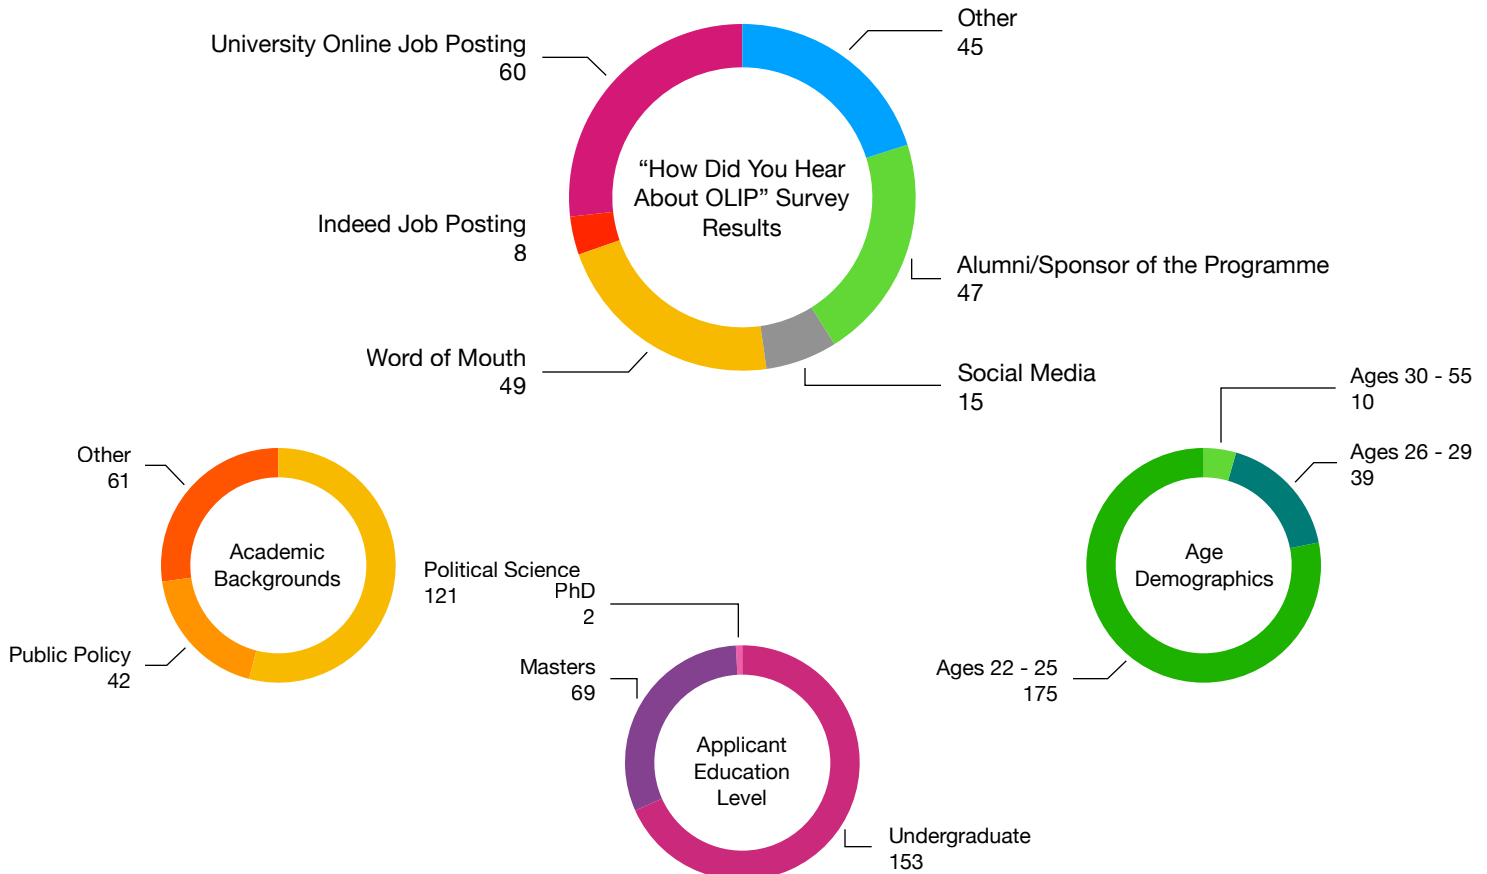 University Online Job Posting
60
Other
45
“How Did You Hear
About OLIP” Survey
Results
Indeed Job Posting
8
Alumni/Sponsor of the Programme
47
Word of Mouth
49
Social Media
15
Other
61
Academic
Backgrounds
Political Science
121
Public Policy
42
PhD
2
Masters
69
Applicant
Education
Level
Undergraduate
153
Ages 30 - 55
10
Ages 26 - 29
39
Age
Demographics
Ages 22 - 25
175